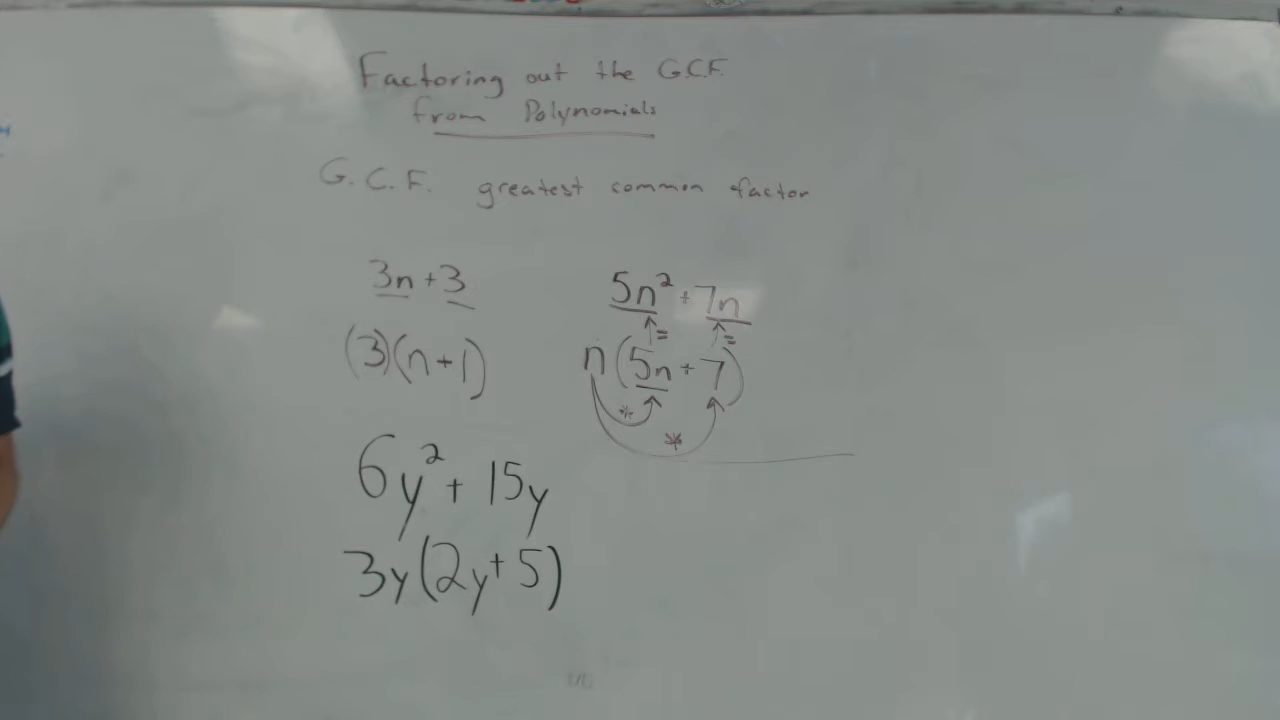 Factoring out the G.C.F.
from Polynomials
G.C.F. greatest common factor
3n + 3
(3)(n + 1)
5n² + 7n
= =
n(5n + 7)
* *
6y² + 15y
3y(2y + 5)